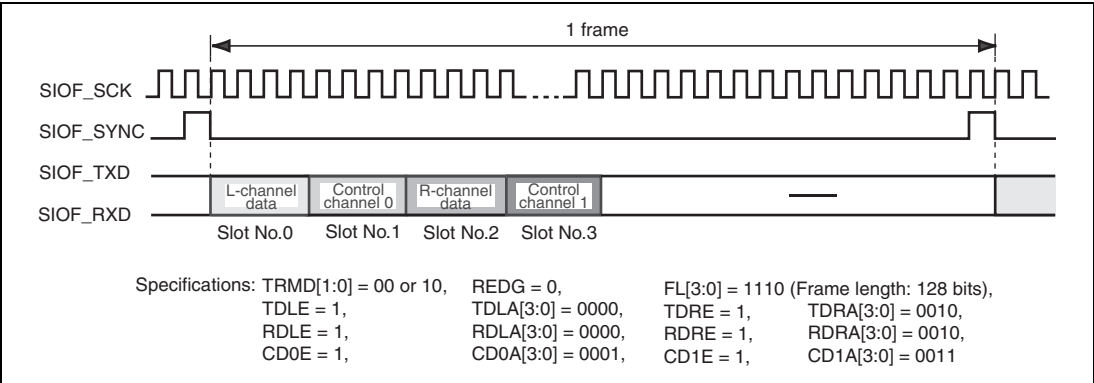 1 frame
SIOF_SCK
SIOF_SYNC
SIOF_TXD
SIOF_RXD
L-channel data
Control channel 0
R-channel data
Control channel 1
Slot No.0 Slot No.1 Slot No.2 Slot No.3
Specifications: TRMD[1:0] = 00 or 10, REDG = 0, FL[3:0] = 1110 (Frame length: 128 bits),
TDLE = 1, TDLA[3:0] = 0000, TDRE = 1, TDRA[3:0] = 0010,
RDLE = 1, RDLA[3:0] = 0000, RDRE = 1, RDRA[3:0] = 0010,
CD0E = 1, CD0A[3:0] = 0001, CD1E = 1, CD1A[3:0] = 0011